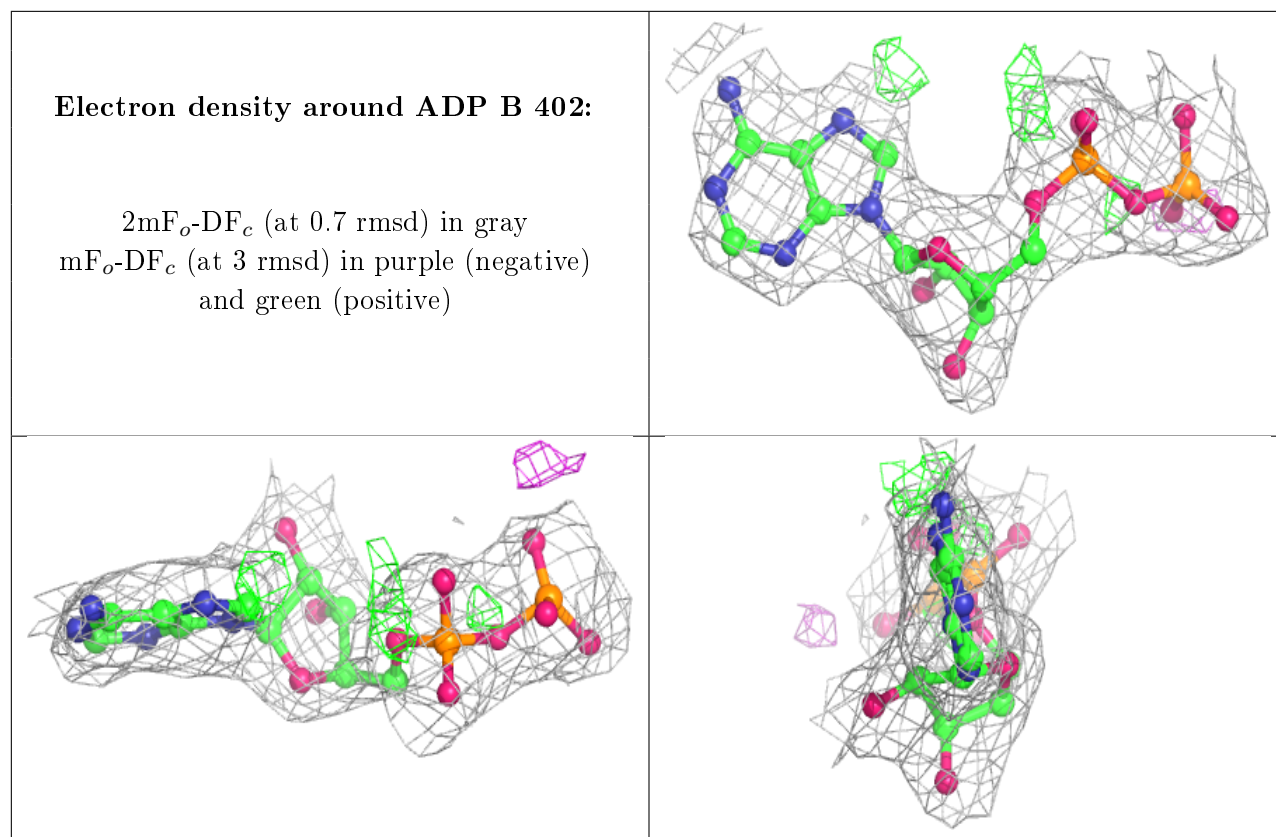 Electron density around ADP B 402:
2mFₒ-DF𝑐 (at 0.7 rmsd) in gray
mFₒ-DF𝑐 (at 3 rmsd) in purple (negative)
and green (positive)